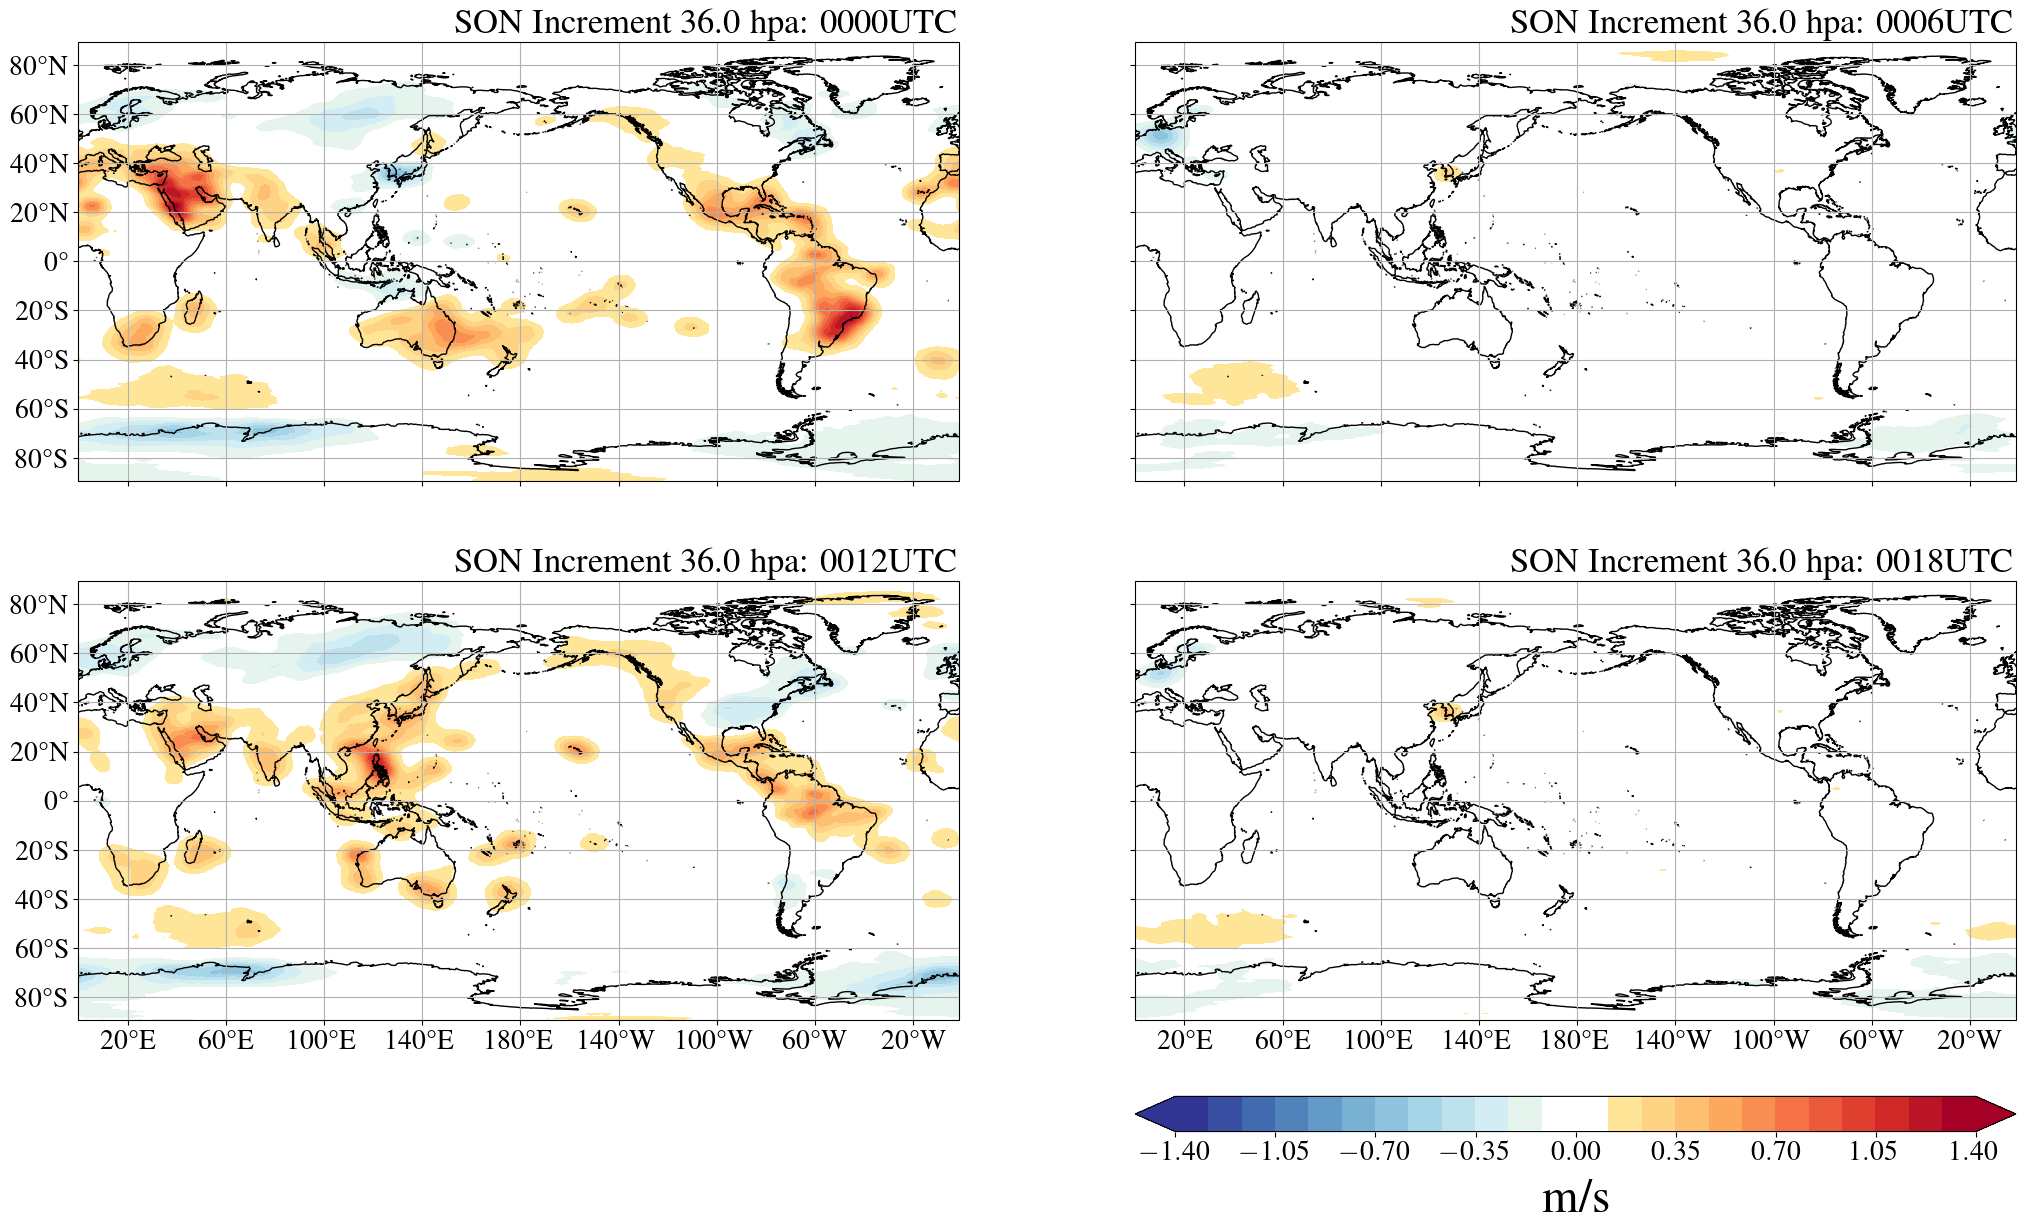 SON Increment 36.0 hpa: 0000UTC
80°N
60°N
40°N
20°N
0°
20°S
40°S
60°S
80°S
SON Increment 36.0 hpa: 0006UTC
SON Increment 36.0 hpa: 0012UTC
80°N
60°N
40°N
20°N
0°
20°S
40°S
60°S
80°S
20°E 60°E 100°E 140°E 180°E 140°W 100°W 60°W 20°W
SON Increment 36.0 hpa: 0018UTC
20°E 60°E 100°E 140°E 180°E 140°W 100°W 60°W 20°W
−1.40 −1.05 −0.70 −0.35 0.00 0.35 0.70 1.05 1.40
m/s